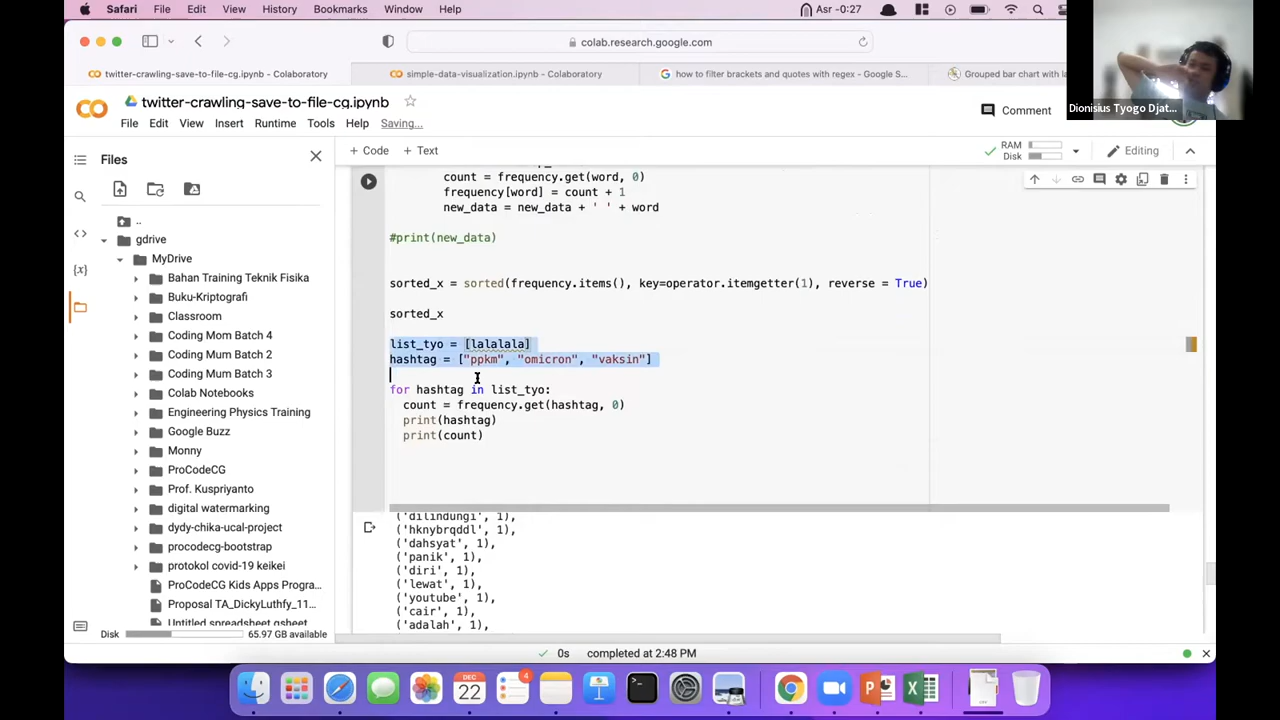 Safari File Edit View History Bookmarks Window Help Asr -0:27
colab.research.google.com
twitter-crawling-save-to-file-cg.ipynb - Colaboratory
simple-data-visualization.ipynb - Colaboratory
how to filter brackets and quotes with regex - Google S...
Grouped bar chart with la
Dionisius Tyogo Djat...
twitter-crawling-save-to-file-cg.ipynb
File Edit View Insert Runtime Tools Help Saving...
Comment
Files
+ Code + Text
RAM
Disk
Editing
..
gdrive
MyDrive
Bahan Training Teknik Fisika
Buku-Kriptografi
Classroom
Coding Mom Batch 4
Coding Mum Batch 2
Coding Mum Batch 3
Colab Notebooks
Engineering Physics Training
Google Buzz
Monny
ProCodeCG
Prof. Kuspriyanto
digital watermarking
dydy-chika-ucal-project
procodecg-bootstrap
protokol covid-19 keikei
ProCodeCG Kids Apps Progra...
Proposal TA_DickyLuthfy_11...
Untitled spreadsheet.gsheet
Disk 65.97 GB available
count = frequency.get(word, 0)
frequency[word] = count + 1
new_data = new_data + ' ' + word
#print(new_data)
sorted_x = sorted(frequency.items(), key=operator.itemgetter(1), reverse = True)
sorted_x
list_tyo = [lalalala]
hashtag = ["ppkm", "omicron", "vaksin"]
for hashtag in list_tyo:
count = frequency.get(hashtag, 0)
print(hashtag)
print(count)
('dilindungi', 1),
('hknybrqddl', 1),
('dahsyat', 1),
('panik', 1),
('diri', 1),
('lewat', 1),
('youtube', 1),
('cair', 1),
('adalah', 1),
0s completed at 2:48 PM
DEC
22
4